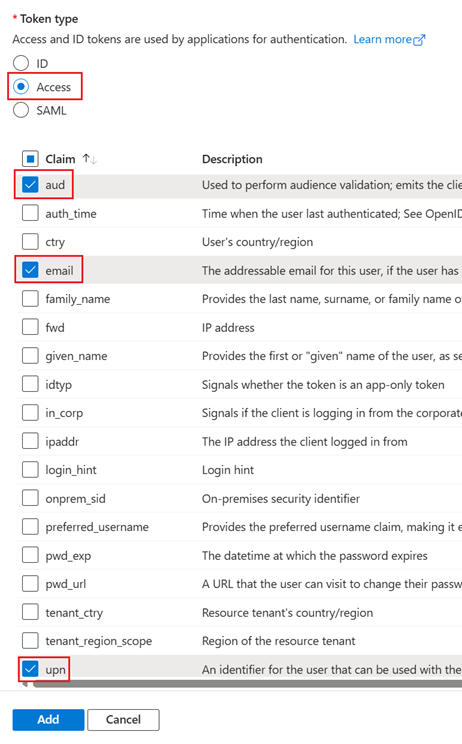 * Token type
Access and ID tokens are used by applications for authentication. Learn more
ID
Access
SAML
Claim ↑↓ Description
aud Used to perform audience validation; emits the clie
auth_time Time when the user last authenticated; See OpenID
ctry User's country/region
email The addressable email for this user, if the user has
family_name Provides the last name, surname, or family name o
fwd IP address
given_name Provides the first or "given" name of the user, as se
idtyp Signals whether the token is an app-only token
in_corp Signals if the client is logging in from the corporate
ipaddr The IP address the client logged in from
login_hint Login hint
onprem_sid On-premises security identifier
preferred_username Provides the preferred username claim, making it e
pwd_exp The datetime at which the password expires
pwd_url A URL that the user can visit to change their passw
tenant_ctry Resource tenant's country/region
tenant_region_scope Region of the resource tenant
upn An identifier for the user that can be used with the
Add Cancel